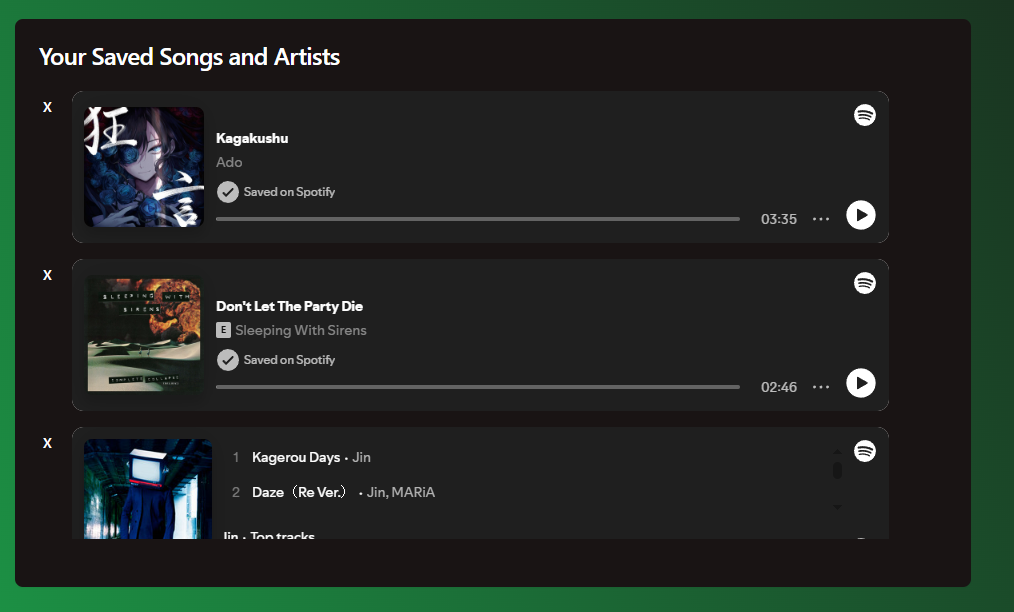 Your Saved Songs and Artists
X
狂
言
Kagakushu
Ado
Saved on Spotify
03:35
X
SLEEPING WITH
SIRENS
COMPLETE COLLAPSE
Don't Let The Party Die
E Sleeping With Sirens
Saved on Spotify
02:46
X
1 Kagerou Days • Jin
2 Daze（Re Ver.） • Jin, MARiA
Jin • Top tracks